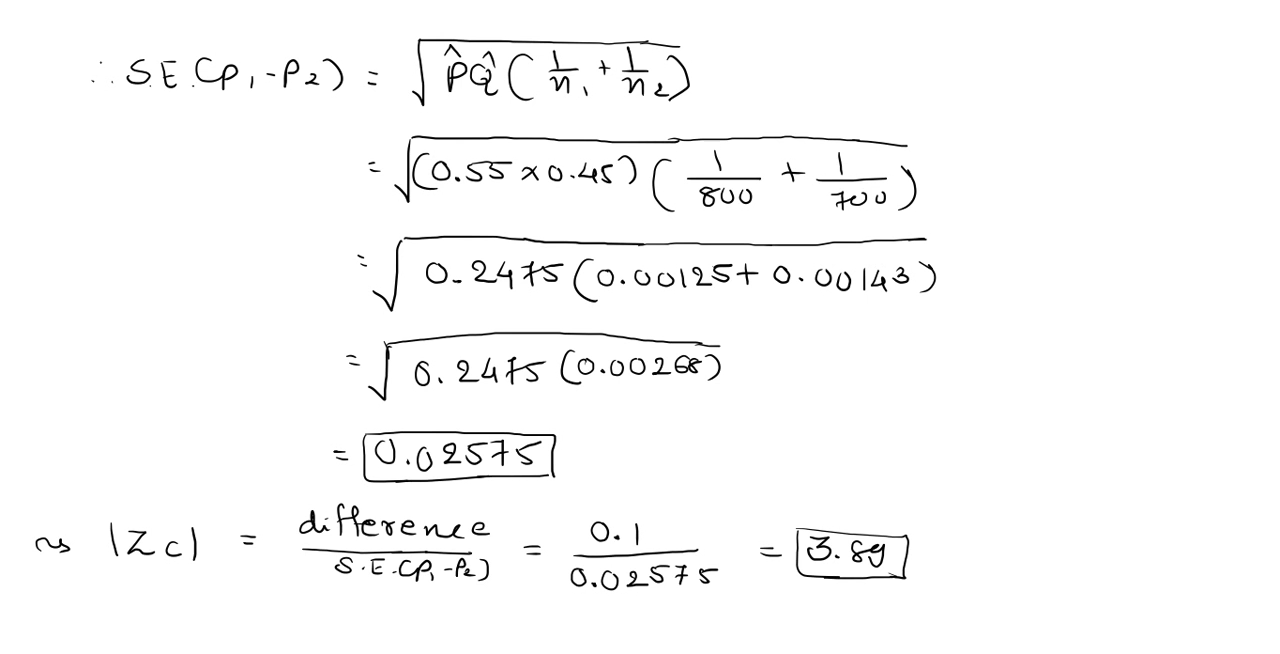 ∴ S.E.(p₁-p₂) = √(P̂Q̂(1/n₁ + 1/n₂))
= √((0.55 × 0.45)(1/800 + 1/700))
= √(0.2475(0.00125 + 0.00143))
= √(0.2475(0.00268))
= 0.02575
|Zc| = difference / S.E.(p₁-p₂) = 0.1 / 0.02575 = 3.89